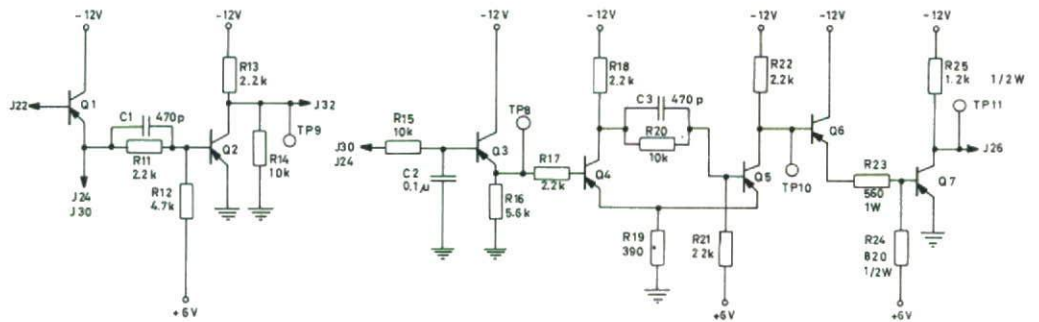 -12V
-12V
-12V
-12V
-12V
-12V
-12V
R13
2.2k
R18
2.2k
R22
2.2k
R25
1.2k 1/2W
J22
Q1
C1 470p
J32
TP9
TP8
C3 470p
Q6
TP11
R11
2.2k
Q2
R14
10k
J30
J24
R15
10k
Q3
R17
2.2k
R20
10k
Q4
Q5
TP10
R23
560
1W
J26
Q7
R12
4.7k
J24
J30
C2
0.1μ
R16
5.6k
R19
390
R21
22k
R24
820
1/2W
+6V
+6V
+6V